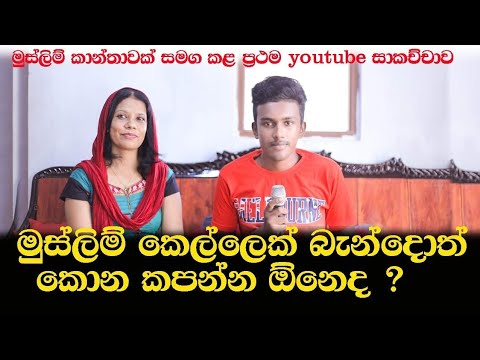 මුස්ලිම් කාන්තාවක් සමග කළ ප්‍රථම youtube සාකච්චාව
මුස්ලිම් කෙල්ලෙක් බැන්දොත්
කොන කපන්න ඕනෙද ?